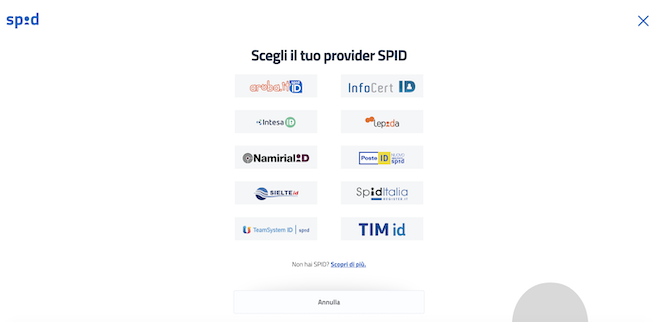 spid
Scegli il tuo provider SPID
aruba.it ID
InfoCert ID
Intesa ID
Lepida
Namirial ID
SIELTE id
Poste ID spid
SpidItalia
REGISTER.IT
TeamSystem ID | spid
TIM id
Non hai SPID? Scopri di più.
Annulla